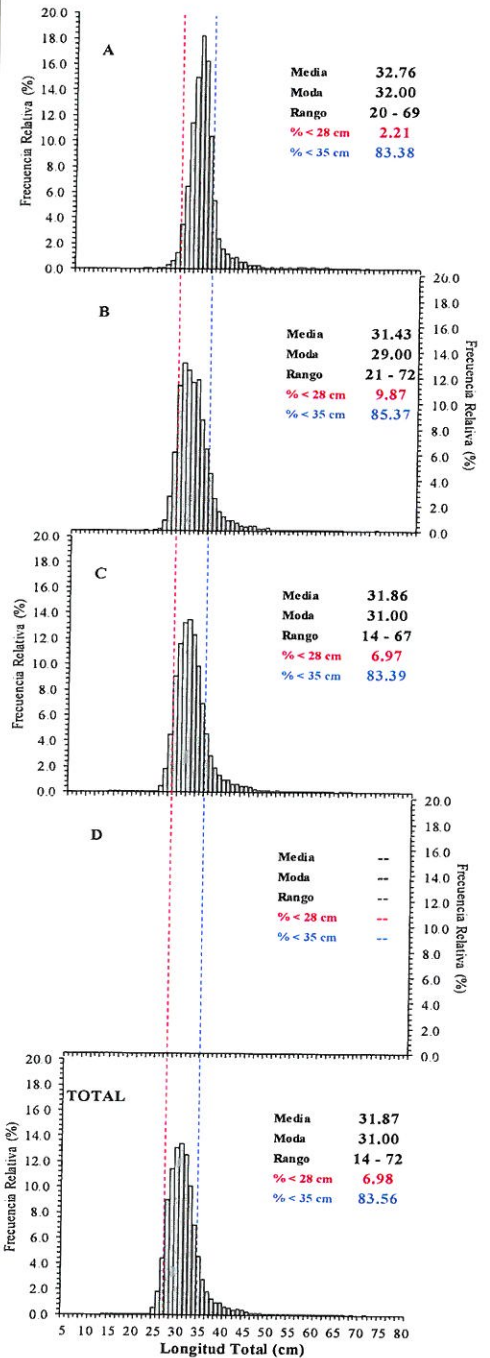 20.0
18.0
16.0
14.0
12.0
10.0
8.0
6.0
4.0
2.0
0.0
Frecuencia Relativa (%)
A
Media 32.76
Moda 32.00
Rango 20 - 69
% < 28 cm 2.21
% < 35 cm 83.38
20.0
18.0
16.0
14.0
12.0
10.0
8.0
6.0
4.0
2.0
0.0
Frecuencia Relativa (%)
B
Media 31.43
Moda 29.00
Rango 21 - 72
% < 28 cm 9.87
% < 35 cm 85.37
20.0
18.0
16.0
14.0
12.0
10.0
8.0
6.0
4.0
2.0
0.0
Frecuencia Relativa (%)
C
Media 31.86
Moda 31.00
Rango 14 - 67
% < 28 cm 6.97
% < 35 cm 83.39
20.0
18.0
16.0
14.0
12.0
10.0
8.0
6.0
4.0
2.0
0.0
Frecuencia Relativa (%)
D
Media --
Moda --
Rango --
% < 28 cm --
% < 35 cm --
20.0
18.0
16.0
14.0
12.0
10.0
8.0
6.0
4.0
2.0
0.0
Frecuencia Relativa (%)
TOTAL
Media 31.87
Moda 31.00
Rango 14 - 72
% < 28 cm 6.98
% < 35 cm 83.56
5 10 15 20 25 30 35 40 45 50 55 60 65 70 75 80
Longitud Total (cm)